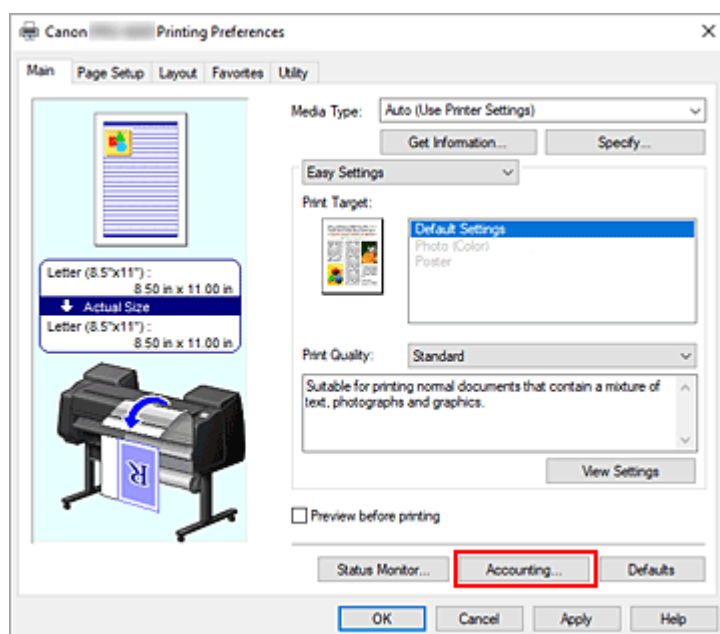 Canon Printing Preferences
Main Page Setup Layout Favorites Utility
Media Type: Auto (Use Printer Settings)
Get Information... Specify...
Easy Settings
Print Target:
Default Settings
Photo (Color)
Poster
Letter (8.5"x11") :
8.50 in x 11.00 in
Actual Size
Letter (8.5"x11") :
8.50 in x 11.00 in
Print Quality: Standard
Suitable for printing normal documents that contain a mixture of
text, photographs and graphics.
R
View Settings
Preview before printing
Status Monitor... Accounting... Defaults
OK Cancel Apply Help